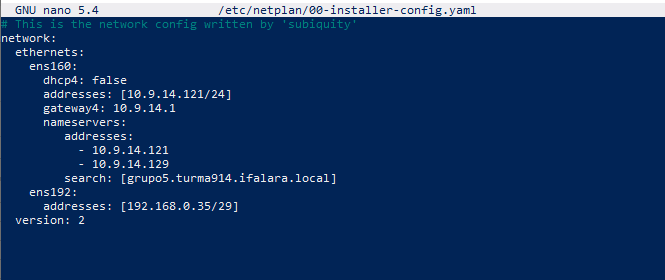 GNU nano 5.4 /etc/netplan/00-installer-config.yaml
# This is the network config written by 'subiquity'
network:
  ethernets:
    ens160:
      dhcp4: false
      addresses: [10.9.14.121/24]
      gateway4: 10.9.14.1
      nameservers:
         addresses:
           - 10.9.14.121
           - 10.9.14.129
         search: [grupo5.turma914.ifalara.local]
    ens192:
      addresses: [192.168.0.35/29]
  version: 2